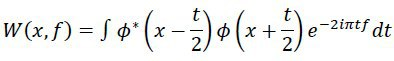 W(x,f) = ∫ ϕ*(x − t/2) ϕ(x + t/2) e^{−2iπtf} dt